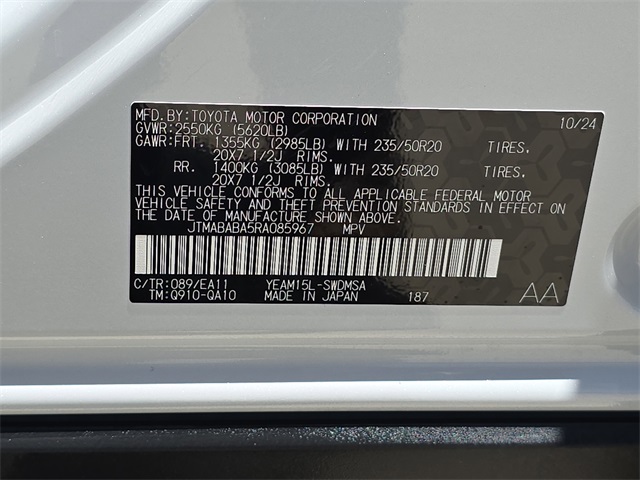 MFD.BY:TOYOTA MOTOR CORPORATION 10/24
GVWR:2550KG (5620LB)
GAWR:FRT. 1355KG (2985LB) WITH 235/50R20 TIRES.
20X7 1/2J RIMS.
RR. 1400KG (3085LB) WITH 235/50R20 TIRES.
20X7 1/2J RIMS.
THIS VEHICLE CONFORMS TO ALL APPLICABLE FEDERAL MOTOR
VEHICLE SAFETY AND THEFT PREVENTION STANDARDS IN EFFECT ON
THE DATE OF MANUFACTURE SHOWN ABOVE.
JTMABABA5RA085967 MPV
C/TR:089/EA11 YEAM15L-SWDMSA
TM:Q910-QA10 MADE IN JAPAN 187 AA